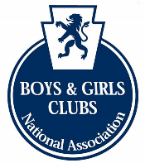 BOYS & GIRLS
CLUBS
National Association